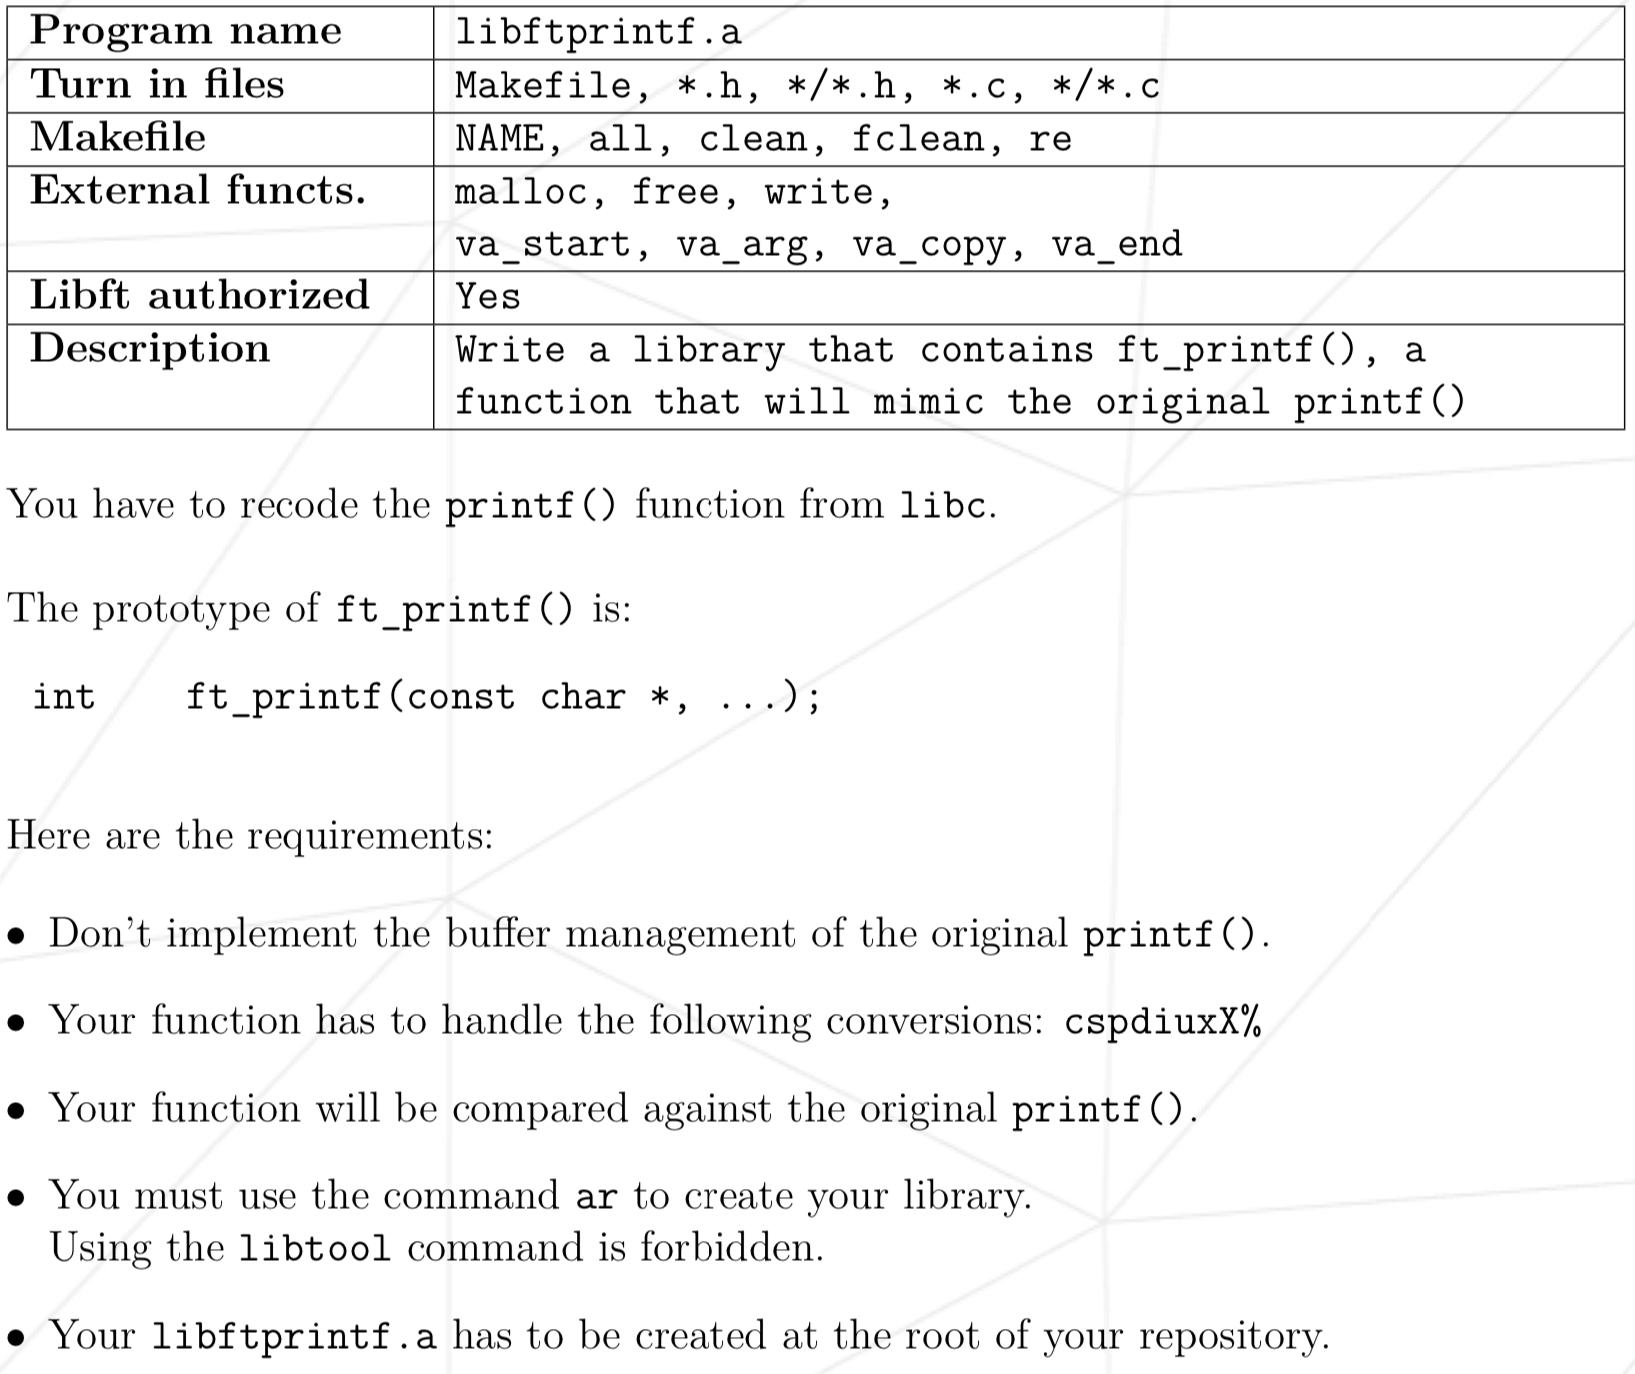 Program name libftprintf.a
Turn in files Makefile, *.h, */*.h, *.c, */*.c
Makefile NAME, all, clean, fclean, re
External functs. malloc, free, write,
va_start, va_arg, va_copy, va_end
Libft authorized Yes
Description Write a library that contains ft_printf(), a
function that will mimic the original printf()
You have to recode the printf() function from libc.
The prototype of ft_printf() is:
int ft_printf(const char *, ...);
Here are the requirements:
• Don't implement the buffer management of the original printf().
• Your function has to handle the following conversions: cspdiuxX%
• Your function will be compared against the original printf().
• You must use the command ar to create your library.
Using the libtool command is forbidden.
• Your libftprintf.a has to be created at the root of your repository.